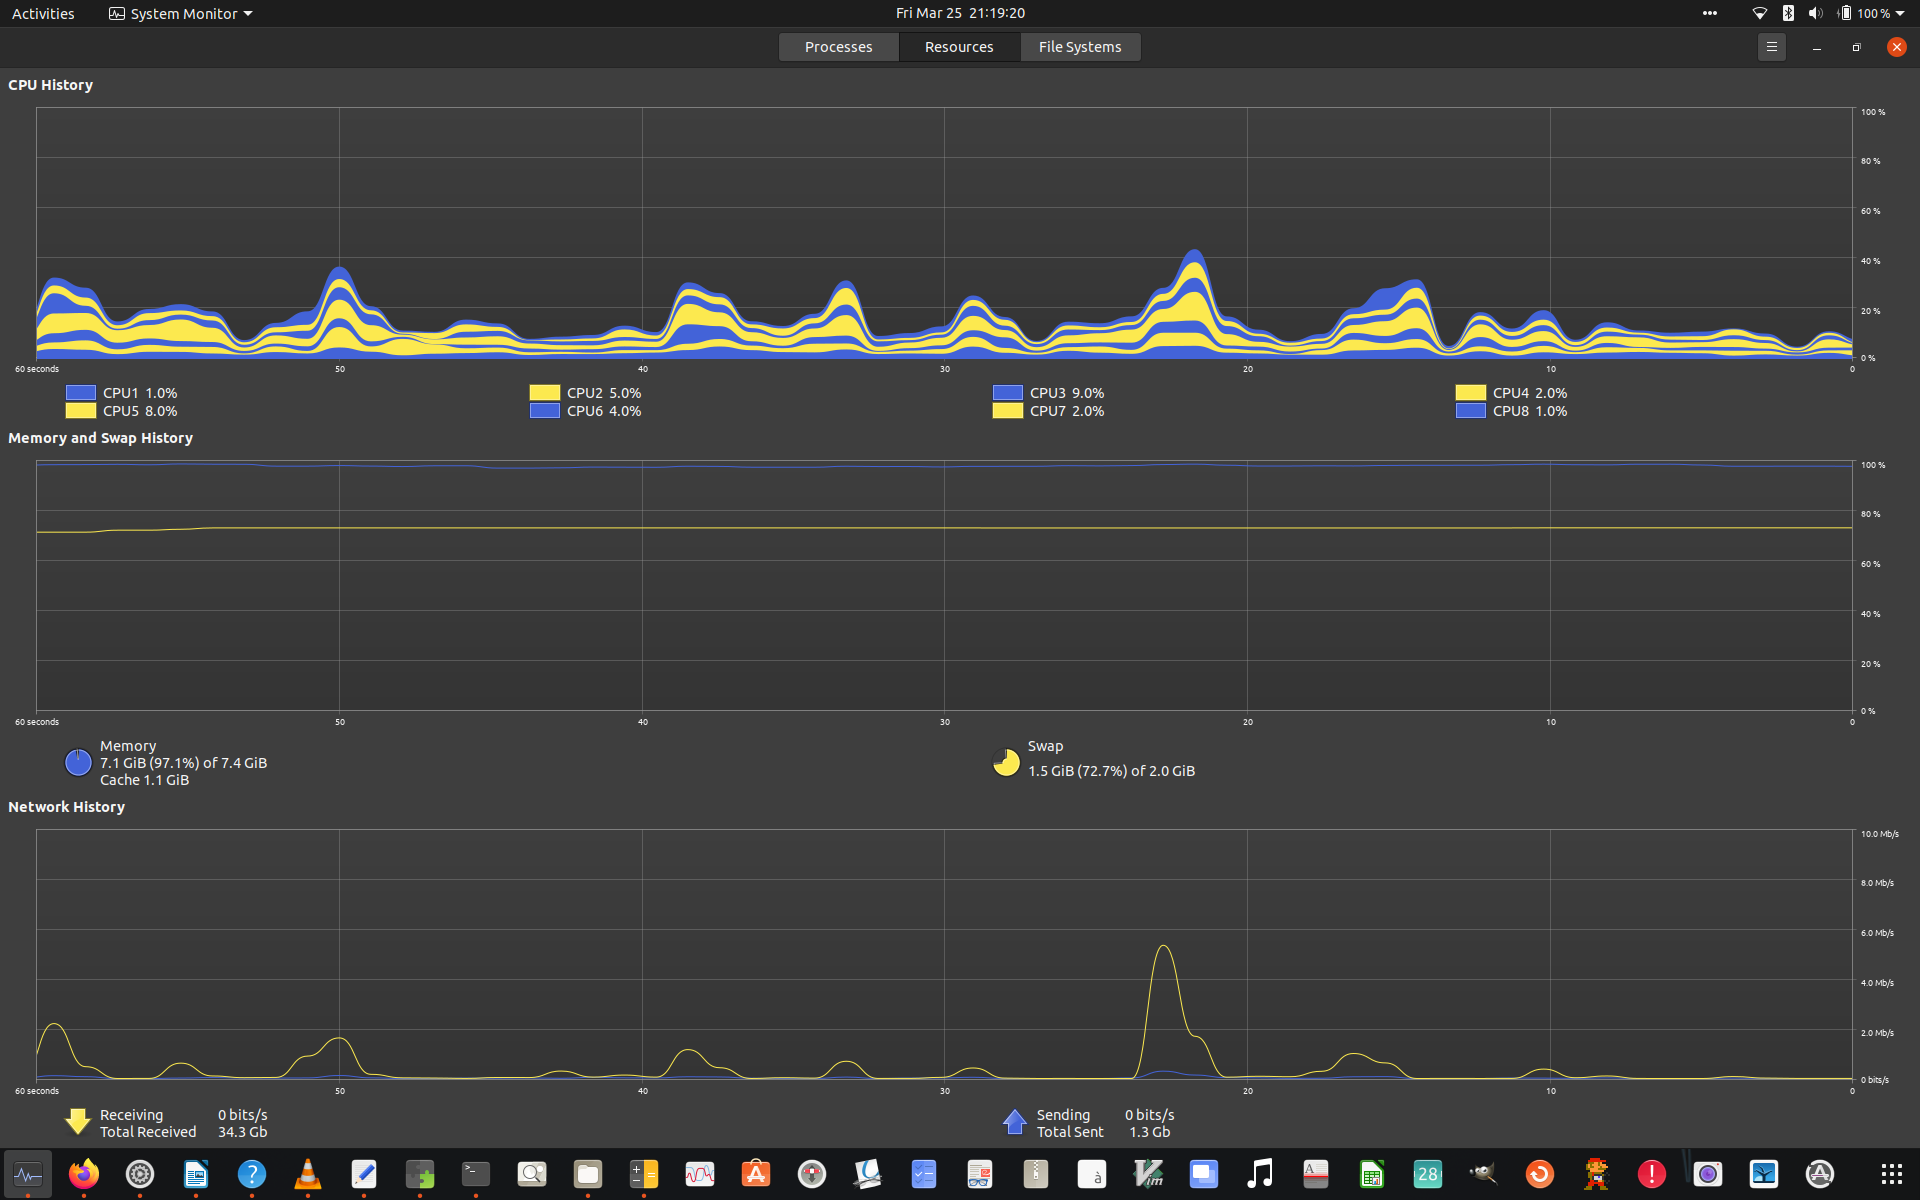 Activities
System Monitor
Fri Mar 25 21:19:20
100 %
Processes
Resources
File Systems
CPU History
100 %
80 %
60 %
40 %
20 %
0 %
60 seconds 50 40 30 20 10 0
CPU1 1.0% CPU2 5.0% CPU3 9.0% CPU4 2.0%
CPU5 8.0% CPU6 4.0% CPU7 2.0% CPU8 1.0%
Memory and Swap History
100 %
80 %
60 %
40 %
20 %
0 %
60 seconds 50 40 30 20 10 0
Memory
7.1 GiB (97.1%) of 7.4 GiB
Cache 1.1 GiB
Swap
1.5 GiB (72.7%) of 2.0 GiB
Network History
10.0 Mb/s
8.0 Mb/s
6.0 Mb/s
4.0 Mb/s
2.0 Mb/s
0 bits/s
60 seconds 50 40 30 20 10 0
Receiving 0 bits/s
Total Received 34.3 Gb
Sending 0 bits/s
Total Sent 1.3 Gb
à
Vim
28